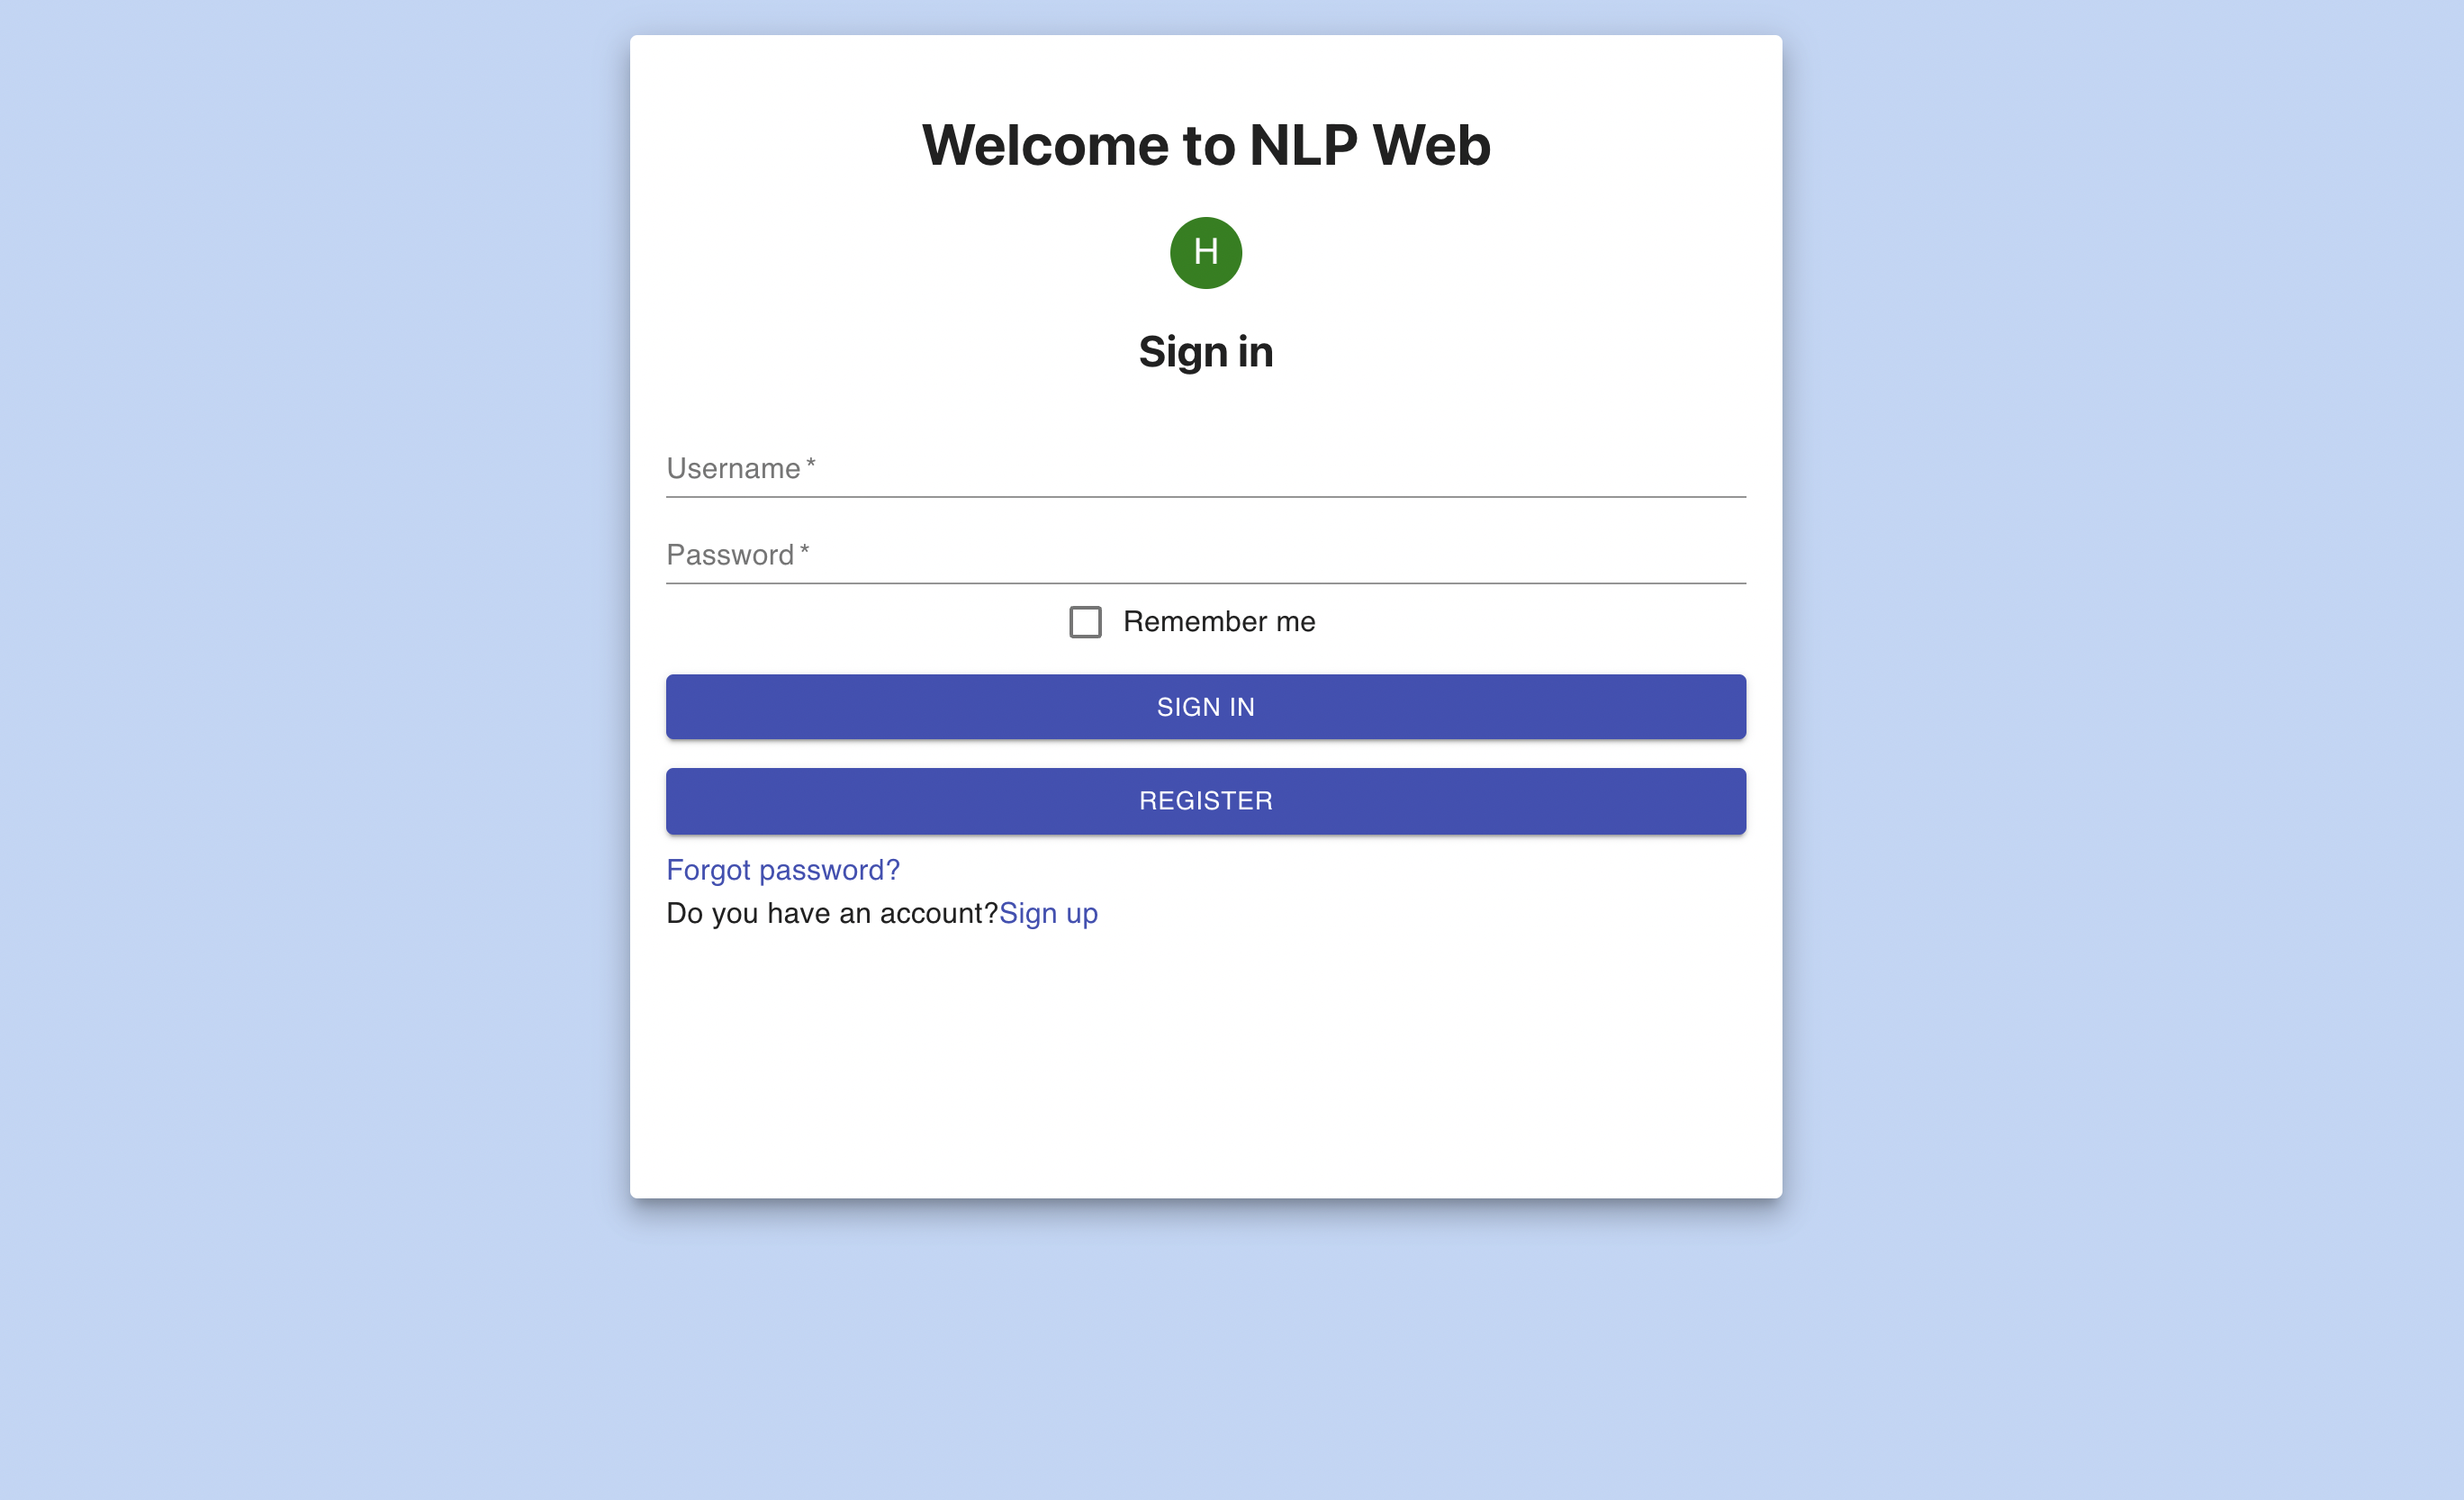 Welcome to NLP Web
H
Sign in
Username *
Password *
Remember me
SIGN IN
REGISTER
Forgot password?
Do you have an account?Sign up